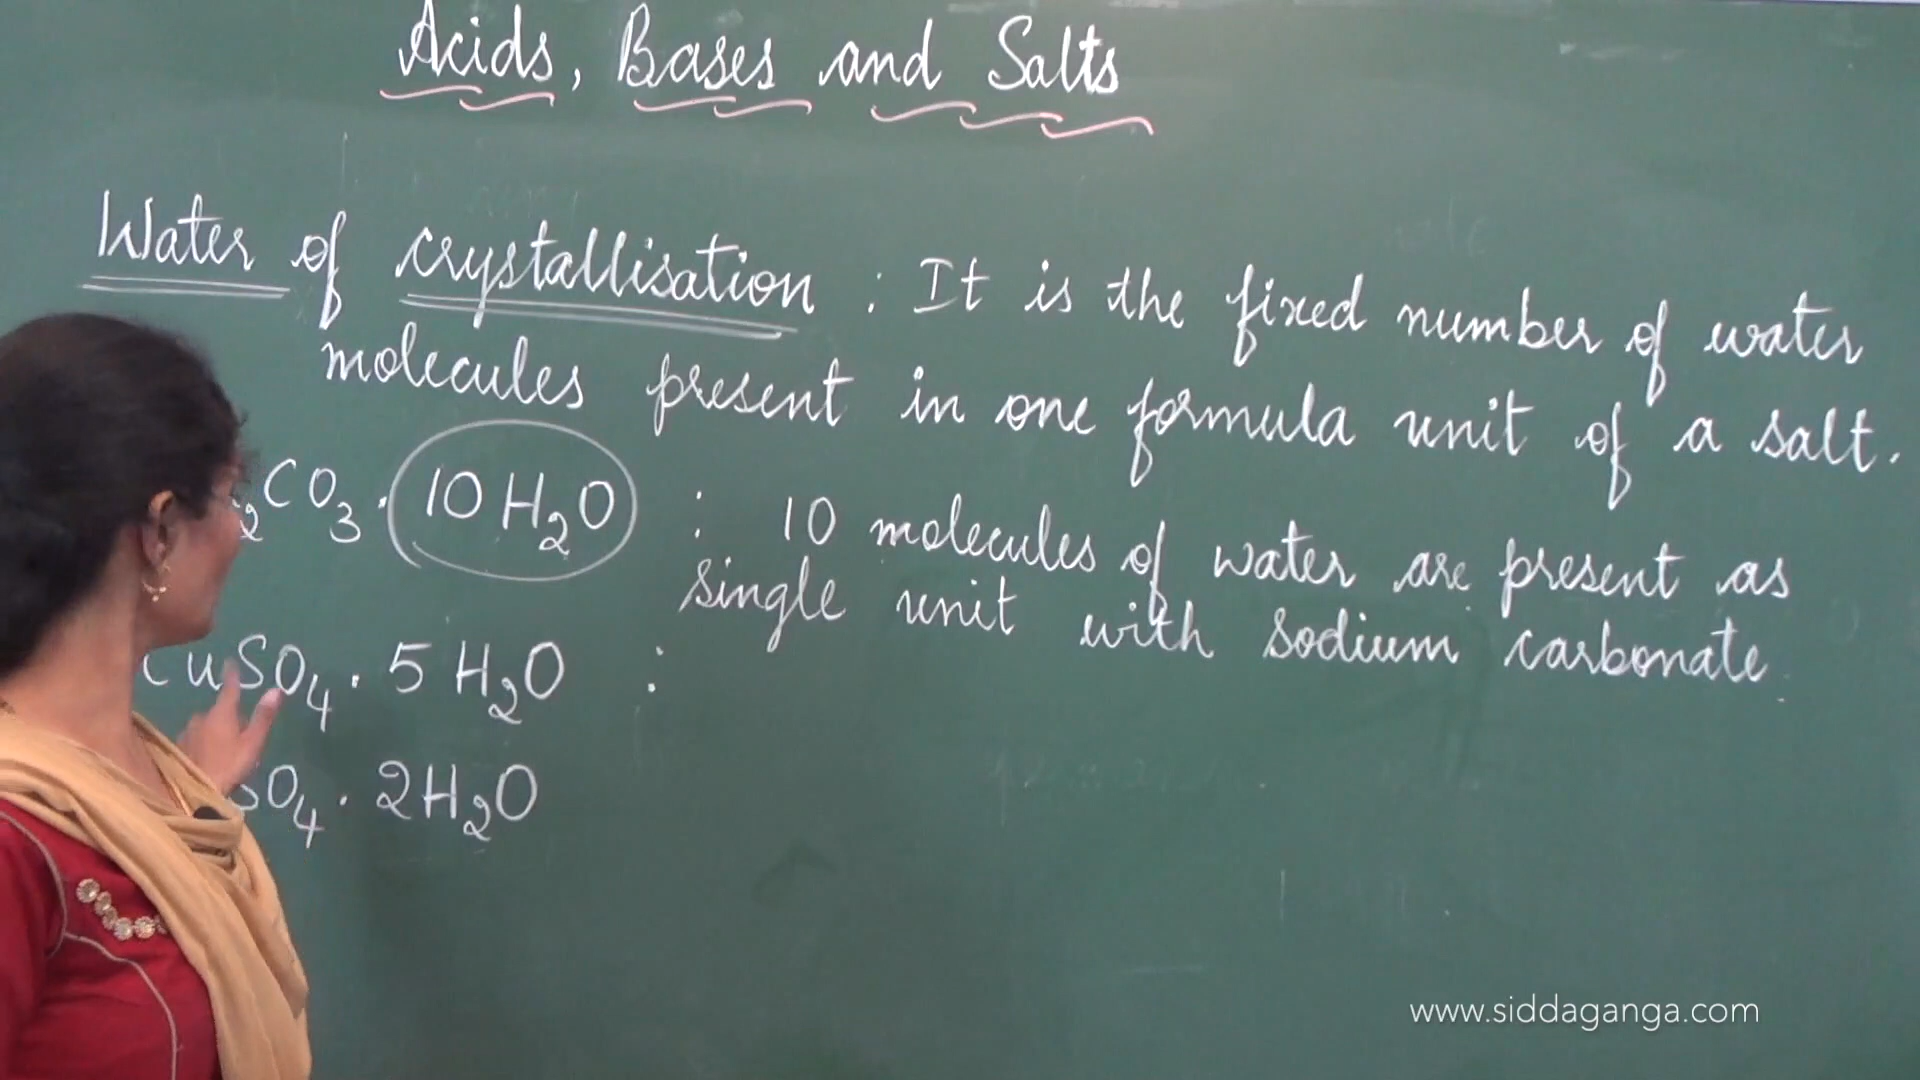 Acids, Bases and Salts
Water of crystallisation : It is the fixed number of water
molecules present in one formula unit of a salt.
₂CO₃ · 10 H₂O : 10 molecules of water are present as
single unit with sodium carbonate.
CuSO₄ · 5 H₂O :
SO₄ · 2H₂O
www.siddaganga.com